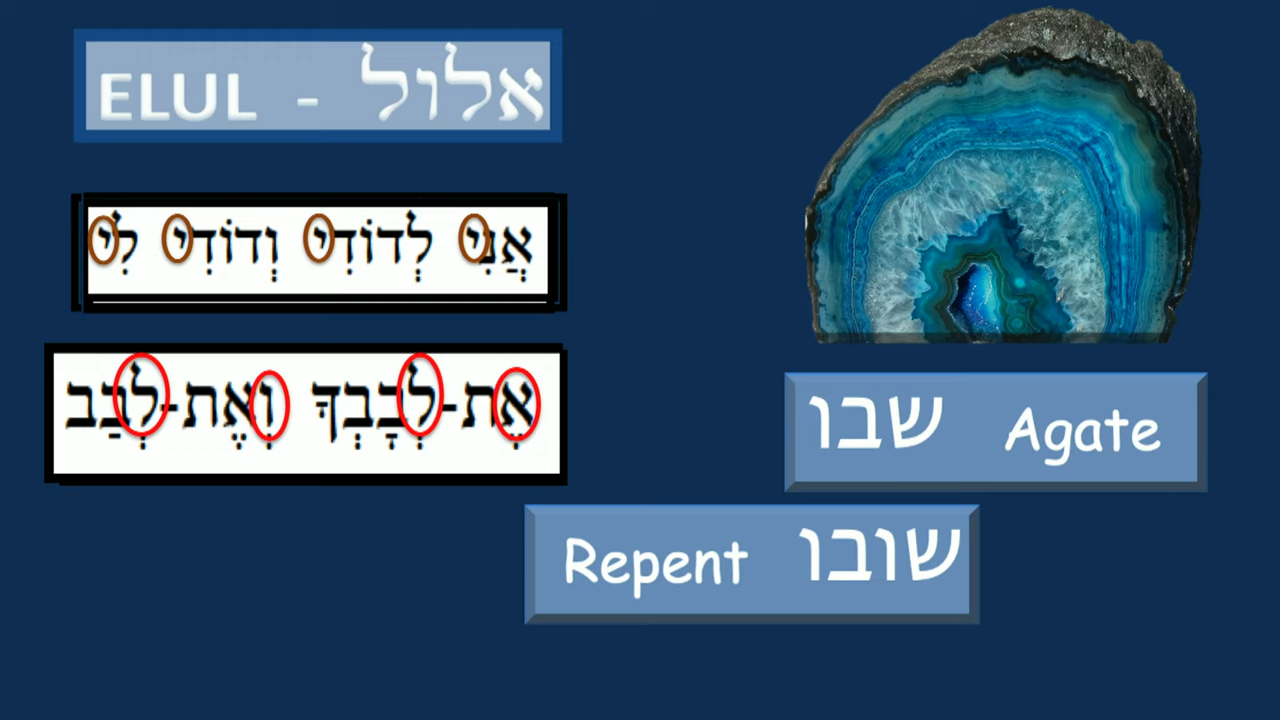 ELUL - אלול
אֲנִי לְדוֹדִי וְדוֹדִי לִי
אֶת-לְבָבְךָ וְאֶת-לְבַב
שבו Agate
Repent שובו